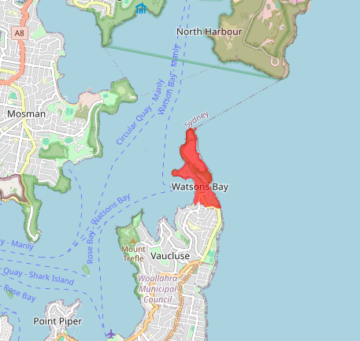 North Harbour
A8
Circular Quay - Manly
Watson Bay - Manly
Mosman
Sydney
Watsons Bay
Rose Bay - Watsons Bay
y - Manly
Mount
Trefle
Vaucluse
Quay - Shark Island
Rose Bay
Woollahra
Municipal
Council
Point Piper